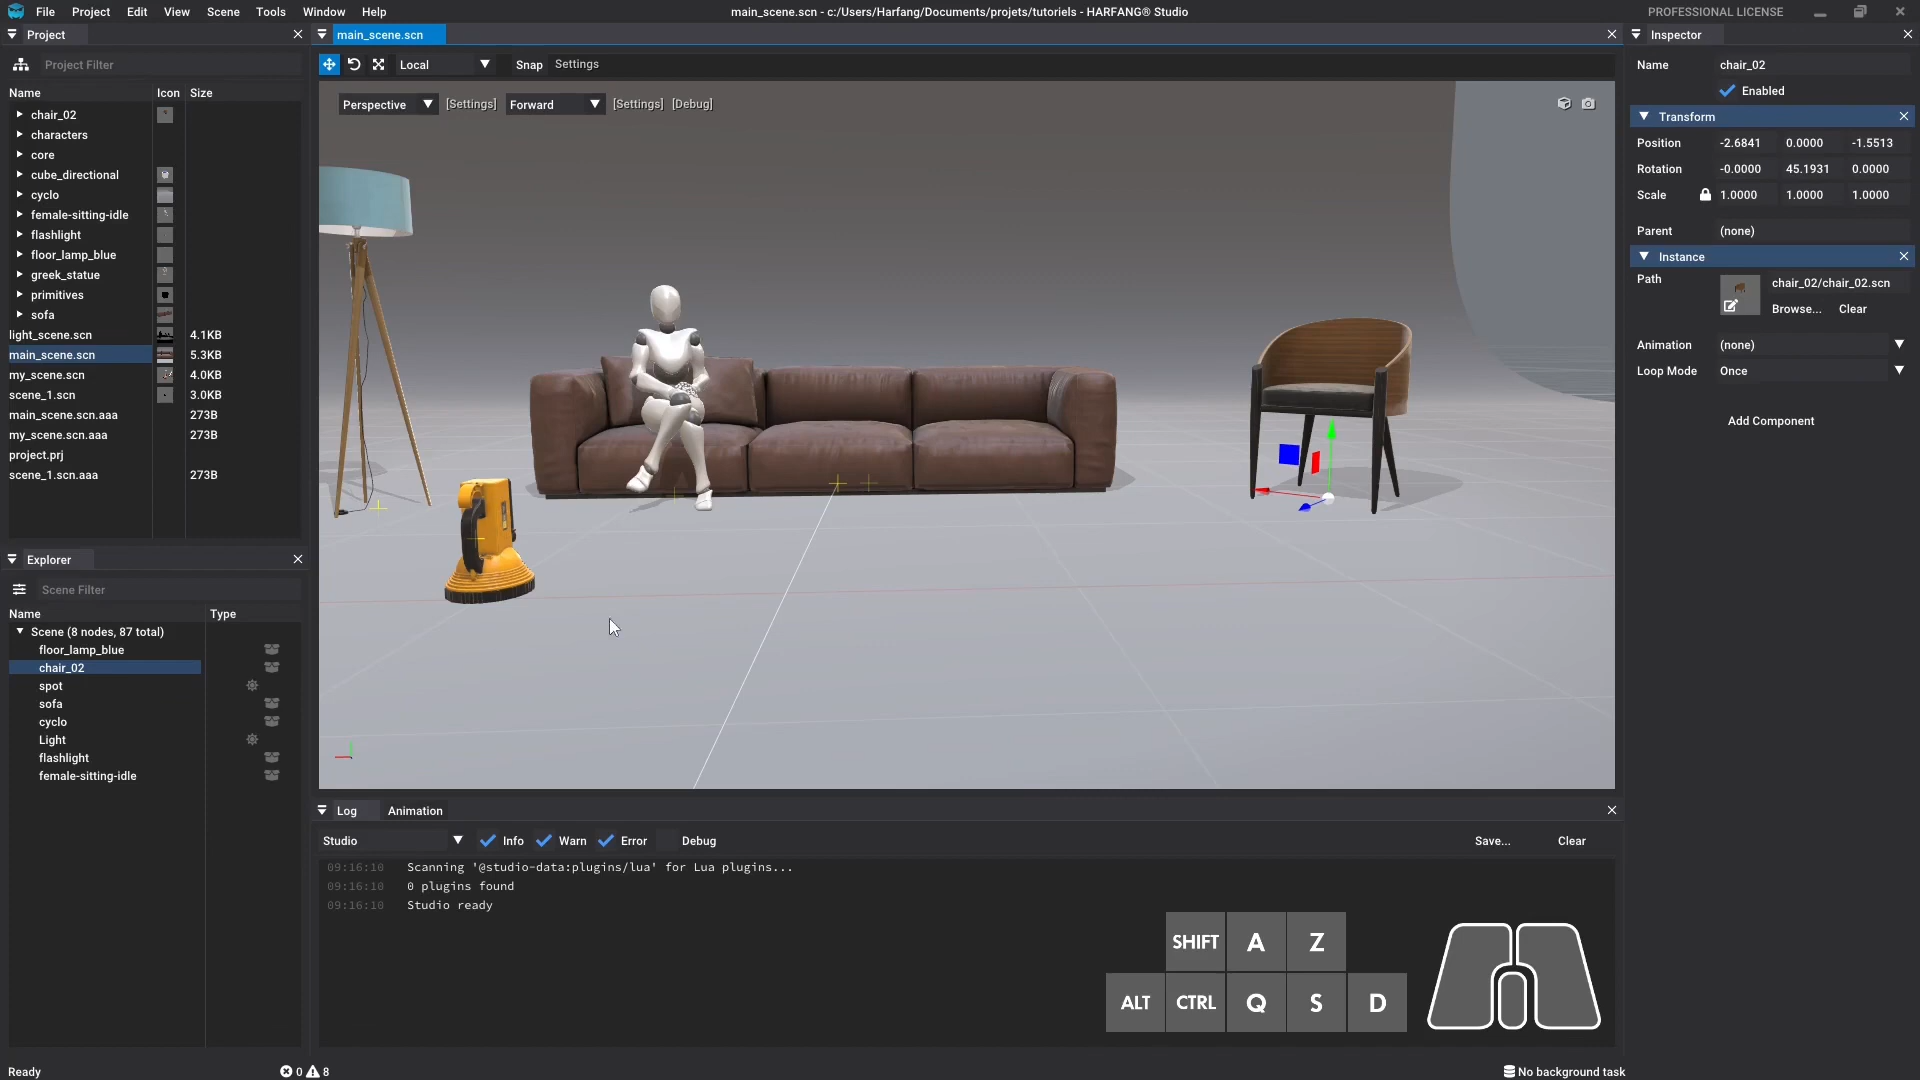 File Project Edit View Scene Tools Window Help
main_scene.scn - c:/Users/Harfang/Documents/projets/tutoriels - HARFANG® Studio
PROFESSIONAL LICENSE
Project
Project Filter
Name Icon Size
chair_02
characters
core
cube_directional
cyclo
female-sitting-idle
flashlight
floor_lamp_blue
greek_statue
primitives
sofa
light_scene.scn 4.1KB
main_scene.scn 5.3KB
my_scene.scn 4.0KB
scene_1.scn 3.0KB
main_scene.scn.aaa 273B
my_scene.scn.aaa 273B
project.prj
scene_1.scn.aaa 273B
Explorer
Scene Filter
Name Type
Scene (8 nodes, 87 total)
floor_lamp_blue
chair_02
spot
sofa
cyclo
Light
flashlight
female-sitting-idle
main_scene.scn
Local Snap Settings
Perspective [Settings] Forward [Settings] [Debug]
Log Animation
Studio Info Warn Error Debug Save... Clear
09:16:10 Scanning '@studio-data:plugins/lua' for Lua plugins...
09:16:10 0 plugins found
09:16:10 Studio ready
SHIFT A Z
ALT CTRL Q S D
Inspector
Name chair_02
Enabled
Transform
Position -2.6841 0.0000 -1.5513
Rotation -0.0000 45.1931 0.0000
Scale 1.0000 1.0000 1.0000
Parent (none)
Instance
Path chair_02/chair_02.scn
Browse... Clear
Animation (none)
Loop Mode Once
Add Component
Ready 0 8 No background task